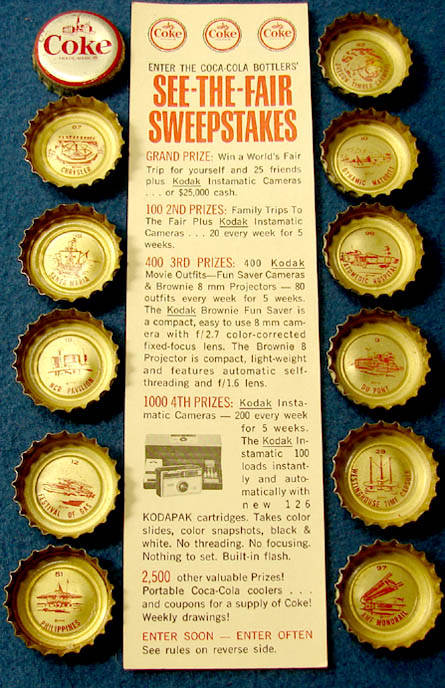 Coke
TRADE-MARK ®
Coke
Coke
Coke
ENTER THE COCA-COLA BOTTLERS'
SEE-THE-FAIR
SWEEPSTAKES
GRAND PRIZE: Win a World's Fair
Trip for yourself and 25 friends
plus Kodak Instamatic Cameras
. . . or $25,000 cash.
100 2ND PRIZES: Family Trips To
The Fair Plus Kodak Instamatic
Cameras . . . 20 every week for 5
weeks.
400 3RD PRIZES: 400 Kodak
Movie Outfits—Fun Saver Cameras
& Brownie 8 mm Projectors — 80
outfits every week for 5 weeks.
The Kodak Brownie Fun Saver is
a compact, easy to use 8 mm cam-
era with f/2.7 color-corrected
fixed-focus lens. The Brownie 8
Projector is compact, light-weight
and features automatic self-
threading and f/1.6 lens.
1000 4TH PRIZES: Kodak Insta-
matic Cameras — 200 every week
for 5 weeks.
The Kodak In-
stamatic 100
loads instant-
ly and auto-
matically with
new 126
KODAPAK cartridges. Takes color
slides, color snapshots, black &
white. No threading. No focusing.
Nothing to set. Built-in flash.
2,500 other valuable Prizes!
Portable Coca-Cola coolers . . .
and coupons for a supply of Coke!
Weekly drawings!
ENTER SOON — ENTER OFTEN
See rules on reverse side.
CHRYSLER
SANTA MARIA
PAVILION
12
FESTIVAL OF GAS
51
PHILIPPINES
DYNAMIC MATURITY
DU PONT
WESTINGHOUSE TIME CAPSULE
97
AMF MONORAIL